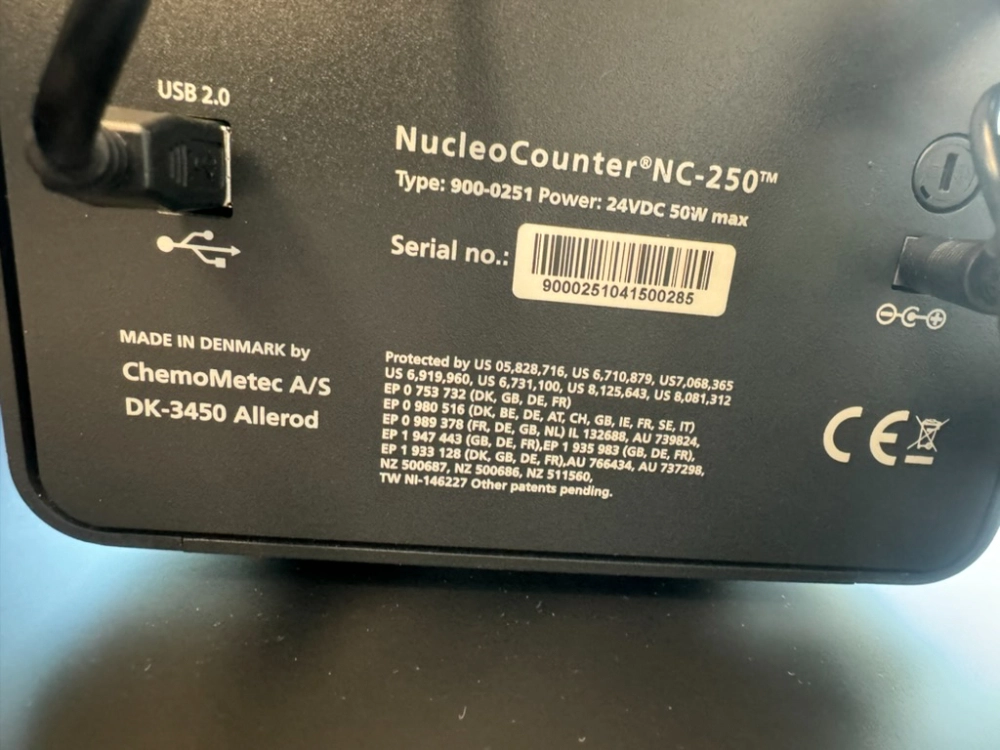 USB 2.0
NucleoCounter®NC-250™
Type: 900-0251 Power: 24VDC 50W max
Serial no.:
9000251041500285
MADE IN DENMARK by
ChemoMetec A/S
DK-3450 Allerod
Protected by US 05,828,716, US 6,710,879, US7,068,365
US 6,919,960, US 6,731,100, US 8,125,643, US 8,081,312
EP 0 753 732 (DK, GB, DE, FR)
EP 0 980 516 (DK, BE, DE, AT, CH, GB, IE, FR, SE, IT)
EP 0 989 378 (FR, DE, GB, NL) IL 132688, AU 739824,
EP 1 947 443 (GB, DE, FR),EP 1 935 983 (GB, DE, FR),
EP 1 933 128 (DK, GB, DE, FR),AU 766434, AU 737298,
NZ 500687, NZ 500686, NZ 511560,
TW NI-146227 Other patents pending.
CE